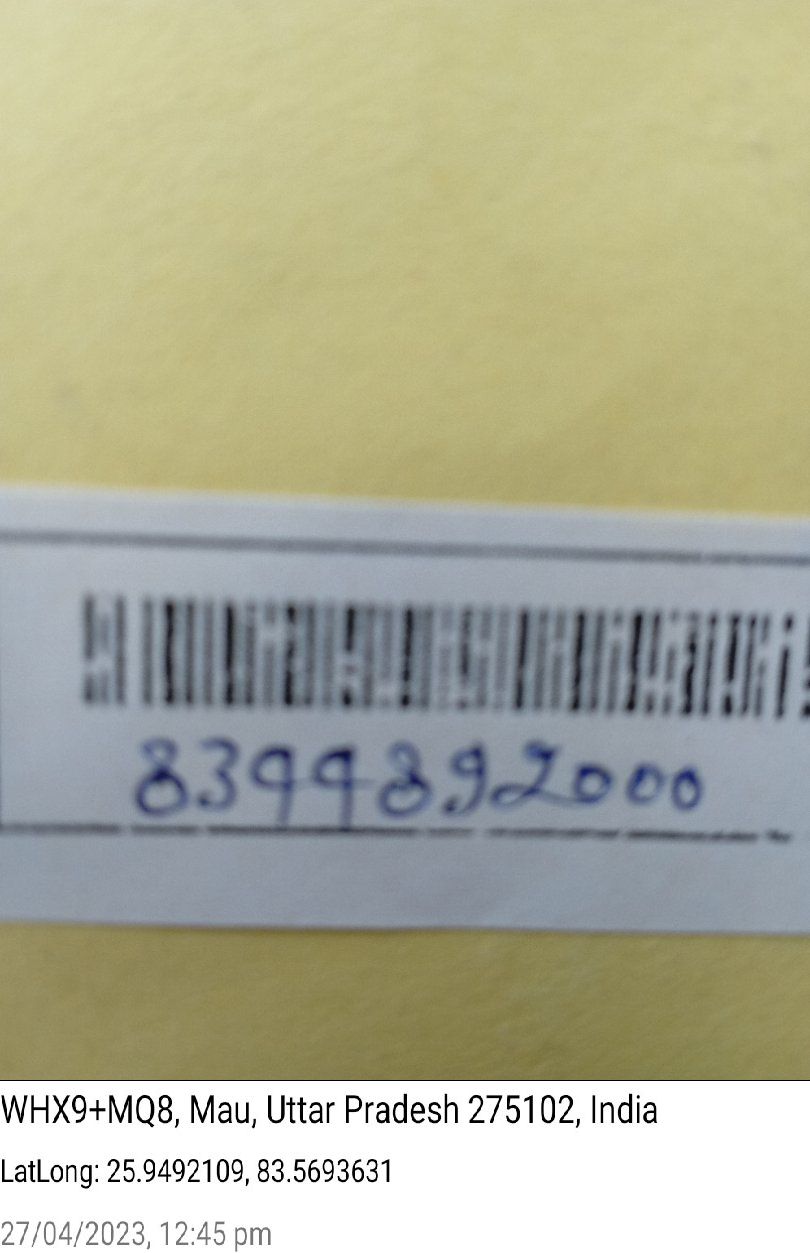 8399892000
WHX9+MQ8, Mau, Uttar Pradesh 275102, India
LatLong: 25.9492109, 83.5693631
27/04/2023, 12:45 pm